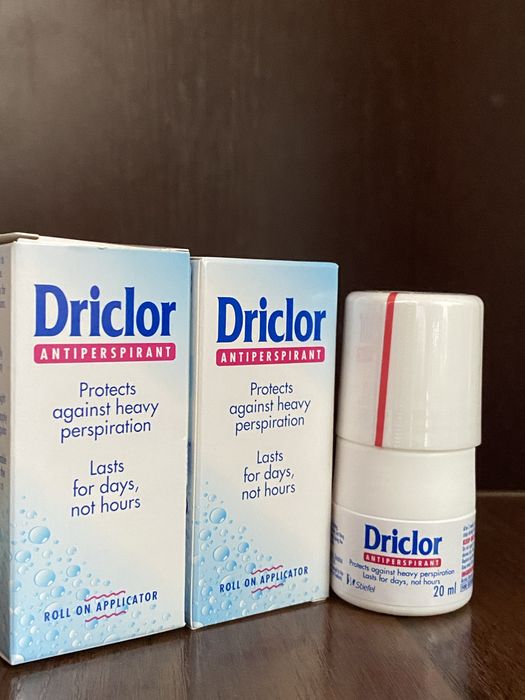 Driclor
ANTIPERSPIRANT
Protects
against heavy
perspiration
Lasts
for days,
not hours
ROLL ON APPLICATOR
Driclor
ANTIPERSPIRANT
Protects
against heavy
perspiration
Lasts
for days,
not hours
ROLL ON APPLICATOR
Driclor
ANTIPERSPIRANT
Protects against heavy perspiration
Lasts for days, not hours
Stiefel
20 ml